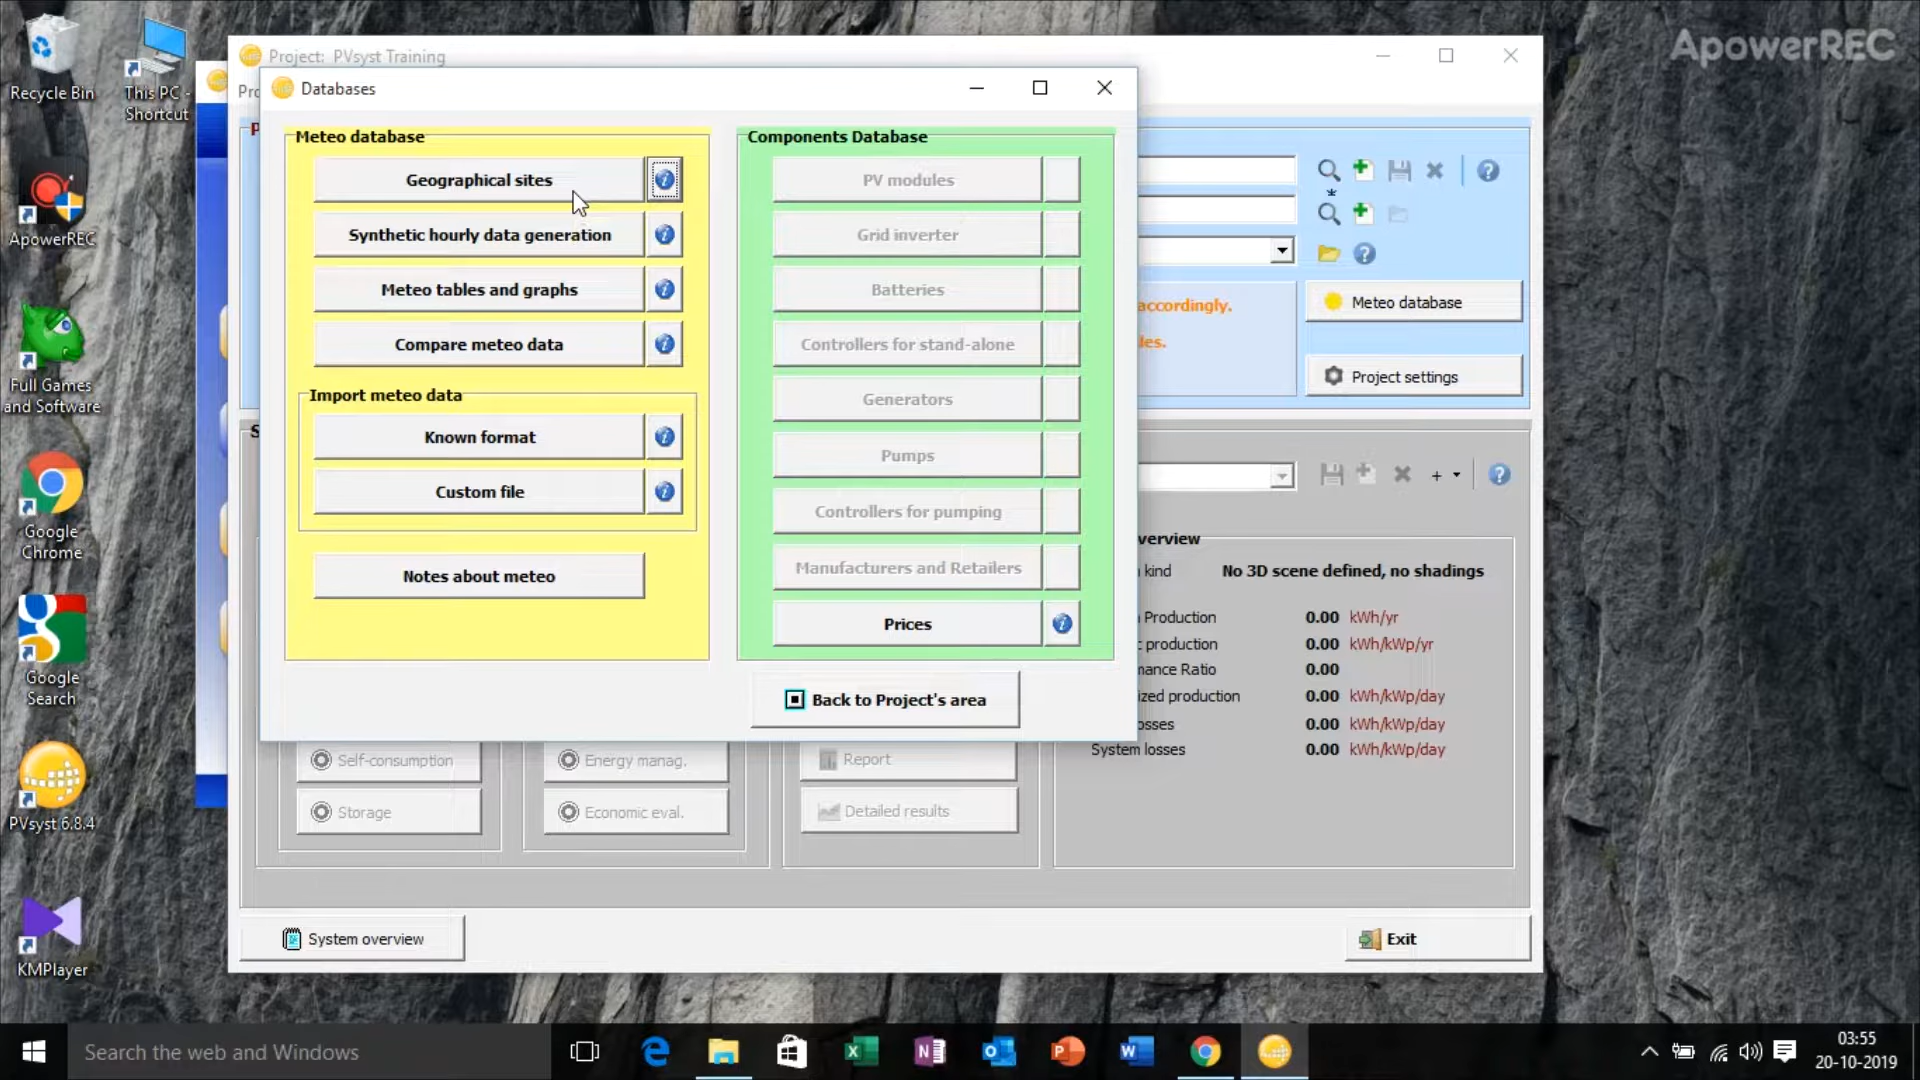 ApowerREC
Recycle Bin
This PC -
Shortcut
ApowerREC
Full Games
and Software
Google
Chrome
Google
Search
PVsyst 6.8.4
KMPlayer
Project: PVsyst Training
Databases
Meteo database
Geographical sites
Synthetic hourly data generation
Meteo tables and graphs
Compare meteo data
Import meteo data
Known format
Custom file
Notes about meteo
Components Database
PV modules
Grid inverter
Batteries
Controllers for stand-alone
Generators
Pumps
Controllers for pumping
Manufacturers and Retailers
Prices
Back to Project's area
accordingly.
Meteo database
Project settings
kind No 3D scene defined, no shadings
Production 0.00 kWh/yr
production 0.00 kWh/kWp/yr
Ratio 0.00
production 0.00 kWh/kWp/day
0.00 kWh/kWp/day
System losses 0.00 kWh/kWp/day
Self-consumption
Energy manag.
Report
Storage
Economic eval.
Detailed results
System overview
Exit
Search the web and Windows
03:55
20-10-2019